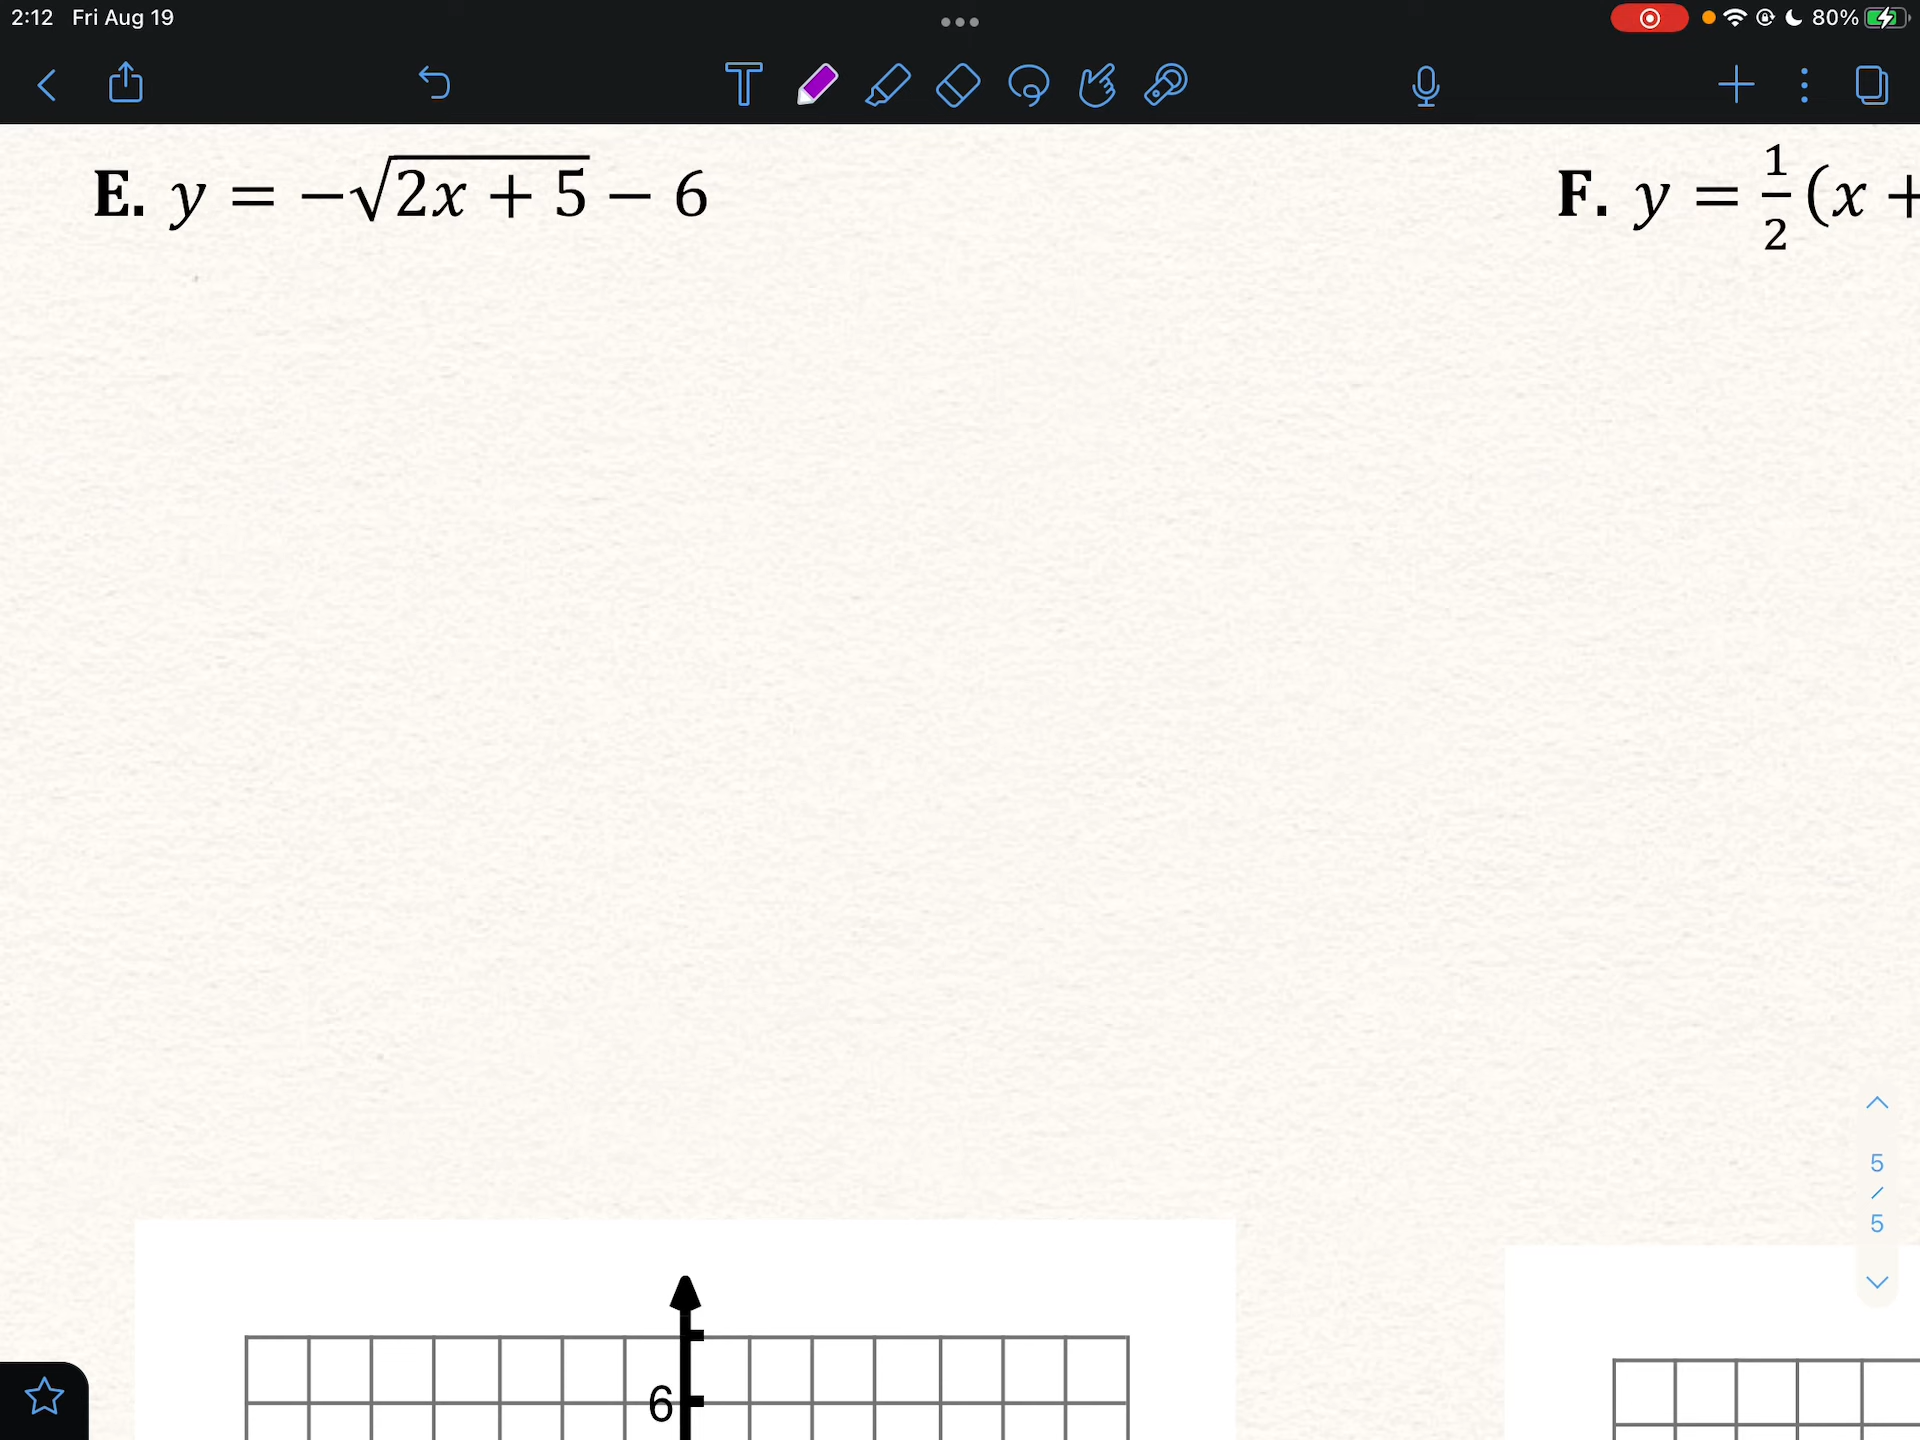 2:12 Fri Aug 19
80%
E. y = −√(2x + 5) − 6
F. y = 1/2 (x +
5
/
5
6